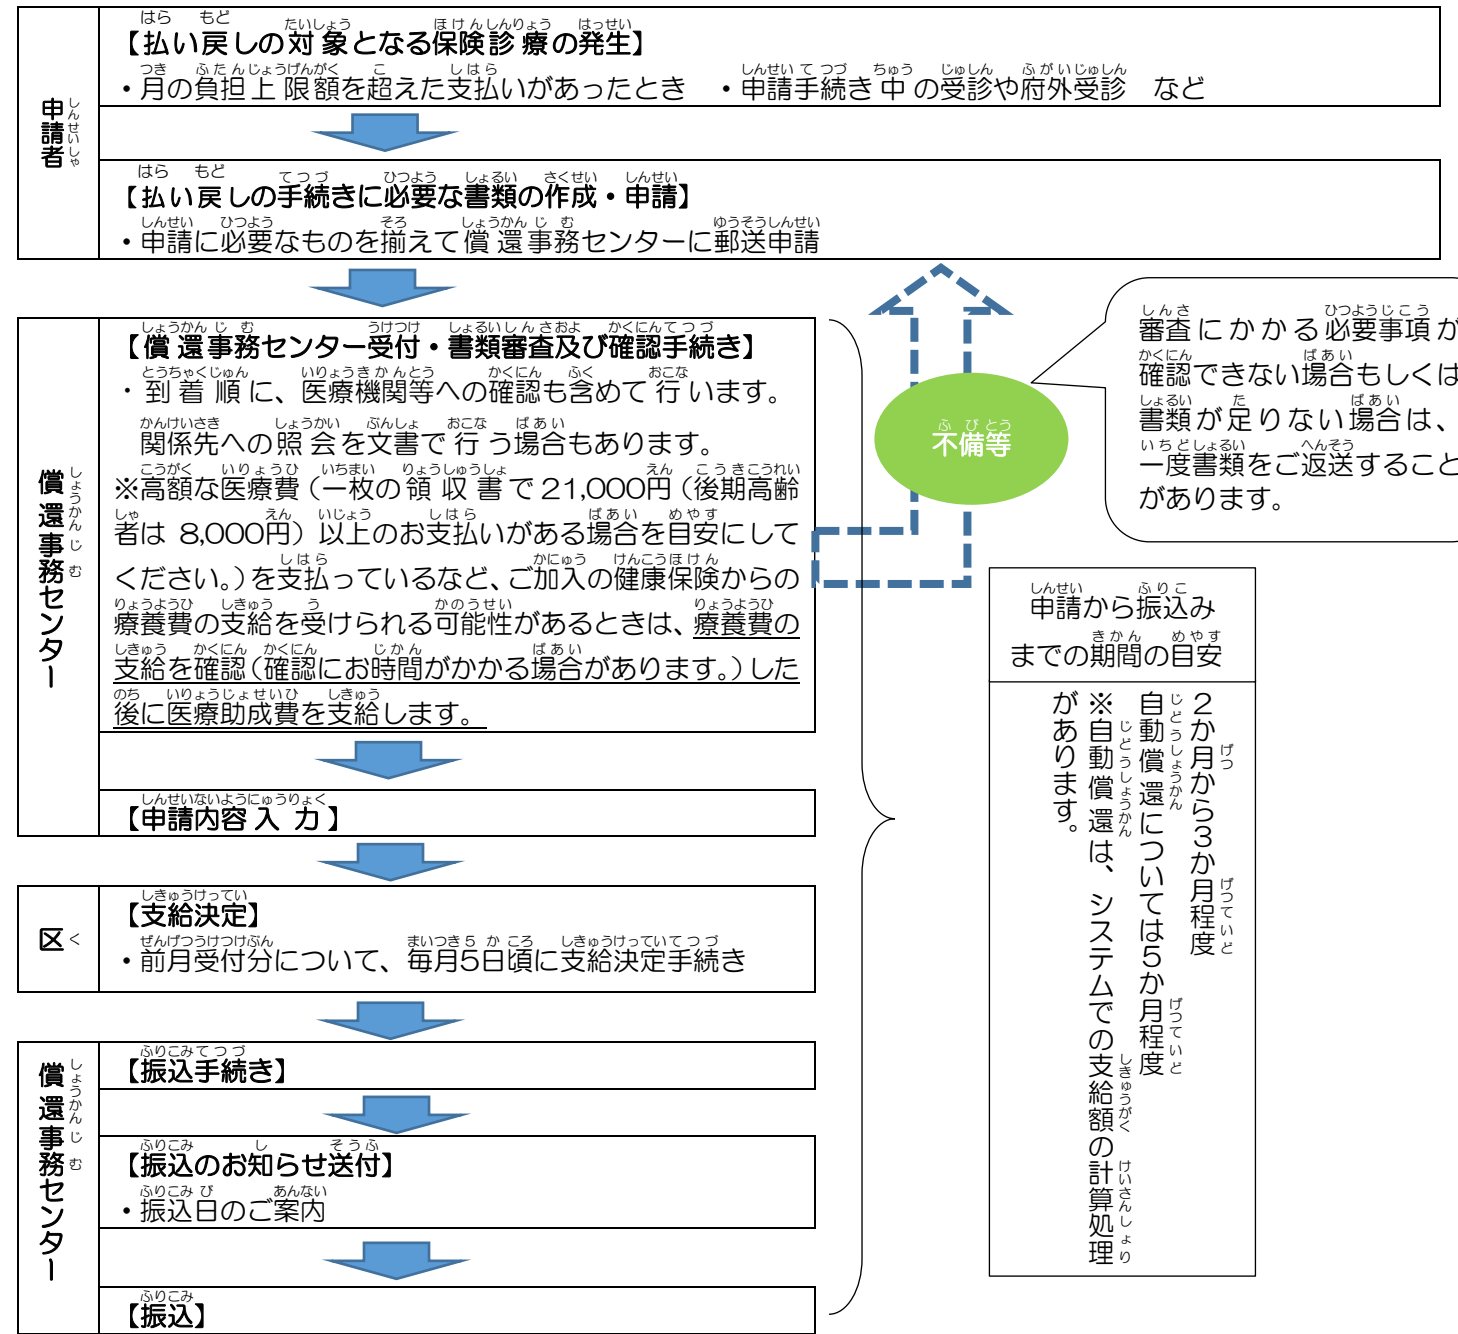 申請者
【払い戻しの対象となる保険診療の発生】
・月の負担上限額を超えた支払いがあったとき　・申請手続き中の受診や府外受診　など
【払い戻しの手続きに必要な書類の作成・申請】
・申請に必要なものを揃えて償還事務センターに郵送申請
償還事務センター
【償還事務センター受付・書類審査及び確認手続き】
・到着順に、医療機関等への確認も含めて行います。
関係先への照会を文書で行う場合もあります。
※高額な医療費（一枚の領収書で21,000円（後期高齢
者は 8,000円）以上のお支払いがある場合を目安にして
ください。）を支払っているなど、ご加入の健康保険からの
療養費の支給を受けられる可能性があるときは、療養費の
支給を確認（確認にお時間がかかる場合があります。）した
後に医療助成費を支給します。
【申請内容入力】
不備等
審査にかかる必要事項が
確認できない場合もしくは
書類が足りない場合は、
一度書類をご返送すること
があります。
区
【支給決定】
・前月受付分について、毎月5日頃に支給決定手続き
償還事務センター
【振込手続き】
【振込のお知らせ送付】
・振込日のご案内
【振込】
申請から振込み
までの期間の目安
２か月から３か月程度
自動償還については５か月程度
※自動償還は、システムでの支給額の計算処理
があります。